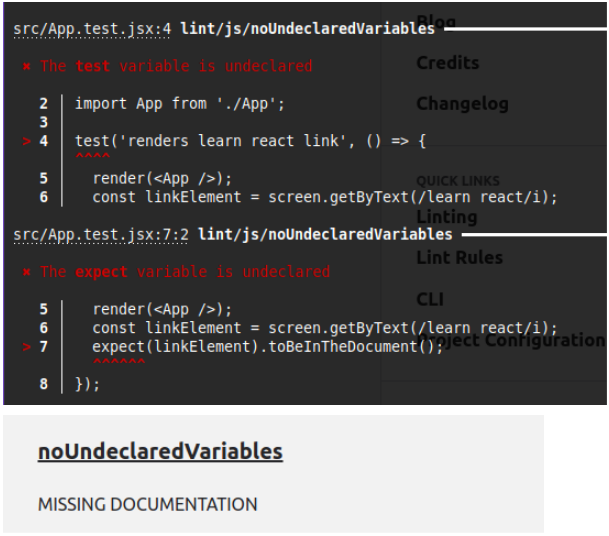 Blog
src/App.test.jsx:4 lint/js/noUndeclaredVariables
Credits
× The test variable is undeclared
2 import App from './App';
Changelog
3
> 4 test('renders learn react link', () => {
^^^^
5 render(<App />);
QUICK LINKS
6 const linkElement = screen.getByText(/learn react/i);
Linting
src/App.test.jsx:7:2 lint/js/noUndeclaredVariables
Lint Rules
× The expect variable is undeclared
CLI
5 render(<App />);
6 const linkElement = screen.getByText(/learn react/i);
Project Configuration
> 7 expect(linkElement).toBeInTheDocument();
^^^^^^
8 });
noUndeclaredVariables
MISSING DOCUMENTATION